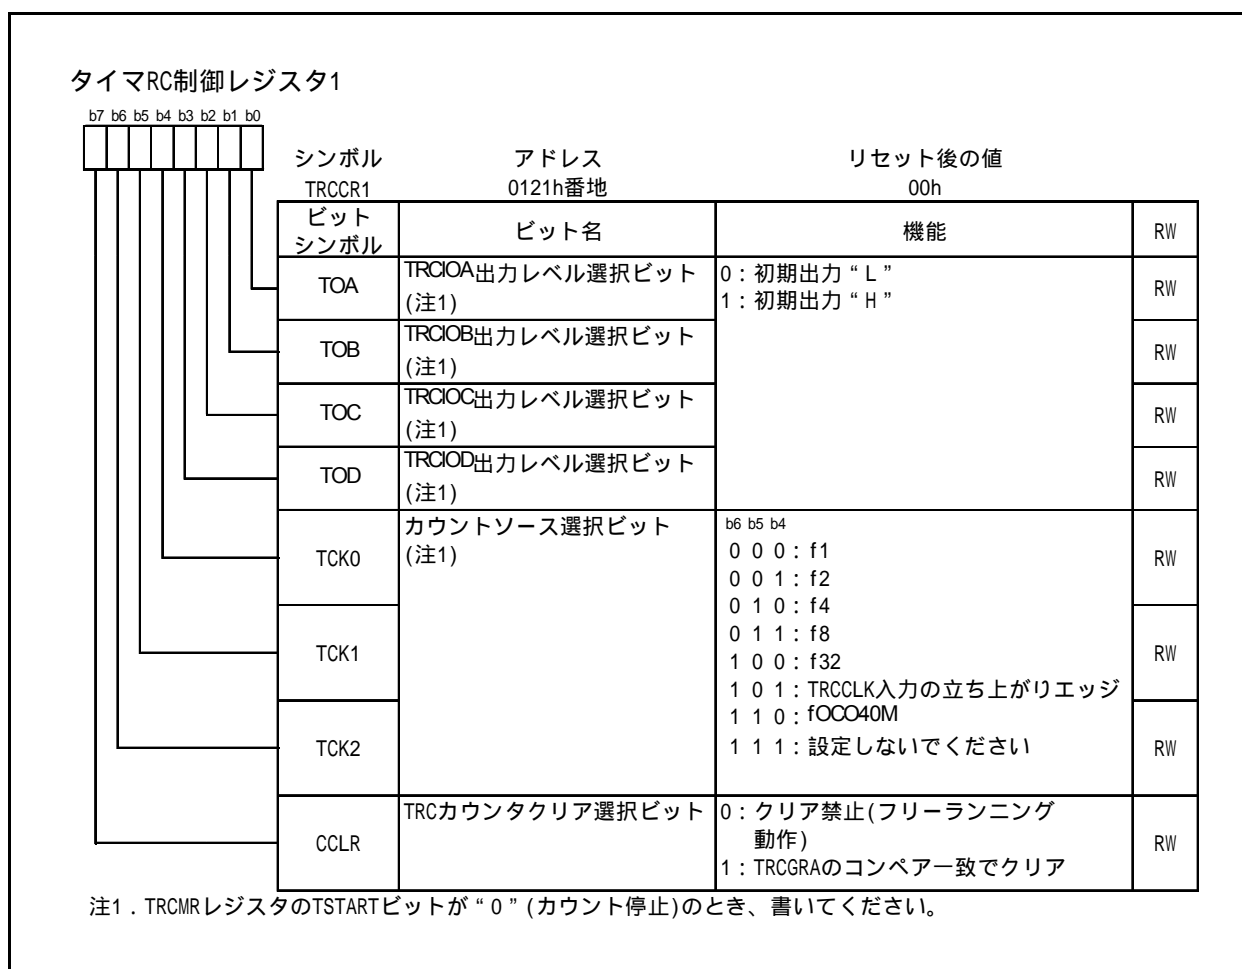 タイマRC制御レジスタ1
b7 b6 b5 b4 b3 b2 b1 b0
シンボル アドレス リセット後の値
TRCCR1 0121h番地 00h
ビット
シンボル ビット名 機能 RW
TOA TRCIOA出力レベル選択ビット
(注1) 0：初期出力“L”
1：初期出力“H” RW
TOB TRCIOB出力レベル選択ビット
(注1) RW
TOC TRCIOC出力レベル選択ビット
(注1) RW
TOD TRCIOD出力レベル選択ビット
(注1) RW
TCK0 カウントソース選択ビット
(注1) b6 b5 b4
0 0 0：f1
0 0 1：f2
0 1 0：f4
0 1 1：f8
1 0 0：f32
1 0 1：TRCCLK入力の立ち上がりエッジ
1 1 0：fOCO40M
1 1 1：設定しないでください RW
TCK1 RW
TCK2 RW
CCLR TRCカウンタクリア選択ビット 0：クリア禁止(フリーランニング
動作)
1：TRCGRAのコンペア一致でクリア RW
注1．TRCMRレジスタのTSTARTビットが“0”(カウント停止)のとき、書いてください。